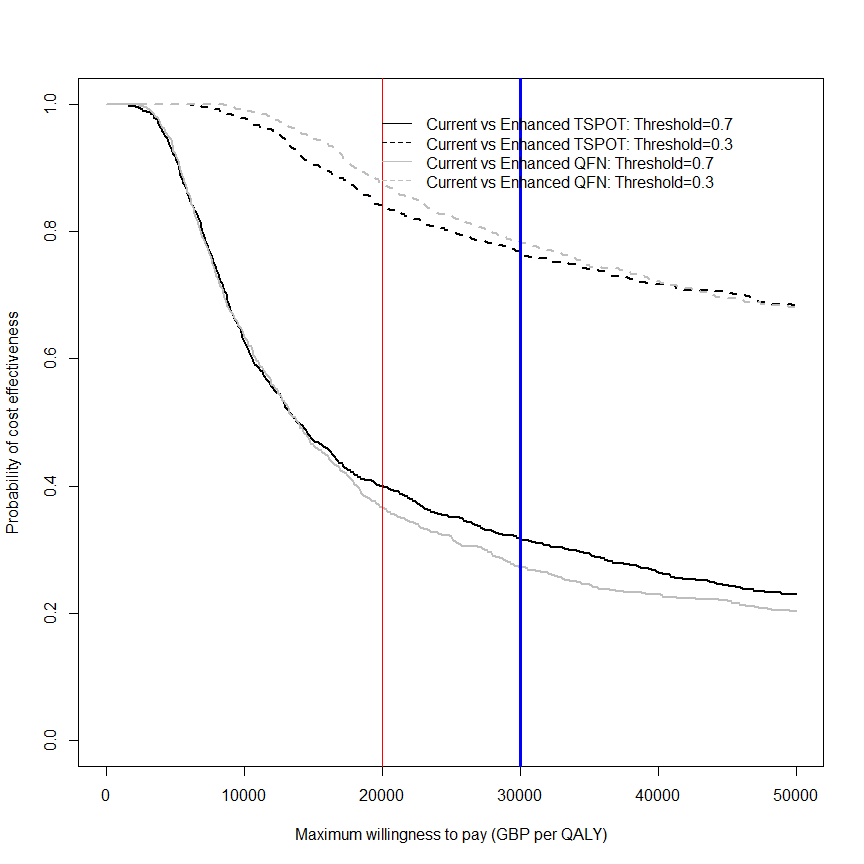 Current vs Enhanced TSPOT: Threshold=0.7
Current vs Enhanced TSPOT: Threshold=0.3
Current vs Enhanced QFN: Threshold=0.7
Current vs Enhanced QFN: Threshold=0.3
1.0
0.8
0.6
0.4
0.2
0.0
Probability of cost effectiveness
0 10000 20000 30000 40000 50000
Maximum willingness to pay (GBP per QALY)